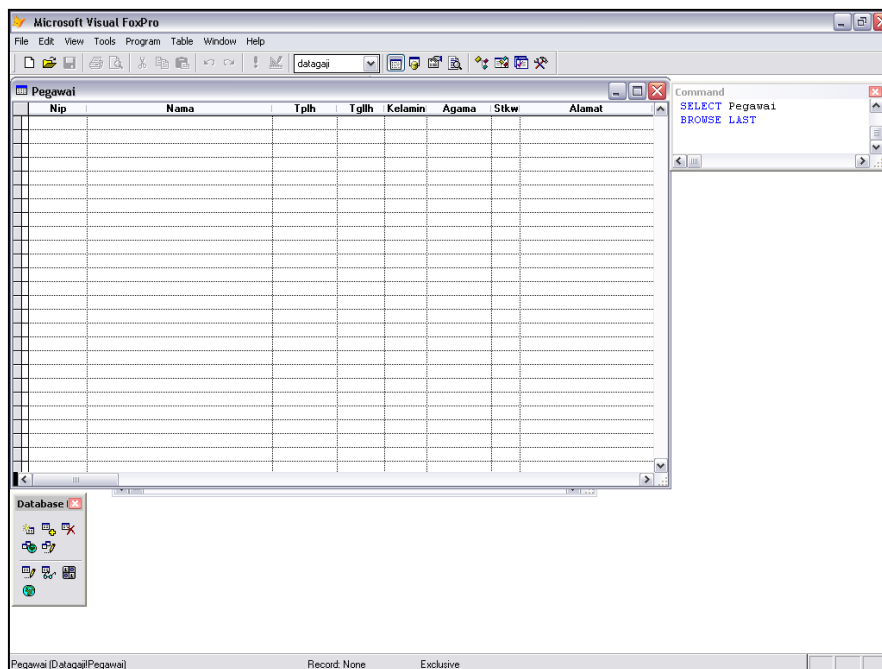 Microsoft Visual FoxPro
File Edit View Tools Program Table Window Help
datagaji
Pegawai
Nip Nama Tplh Tgllh Kelamin Agama Stkw Alamat
Command
SELECT Pegawai
BROWSE LAST
Database
Pegawai (Datagaji!Pegawai) Record: None Exclusive